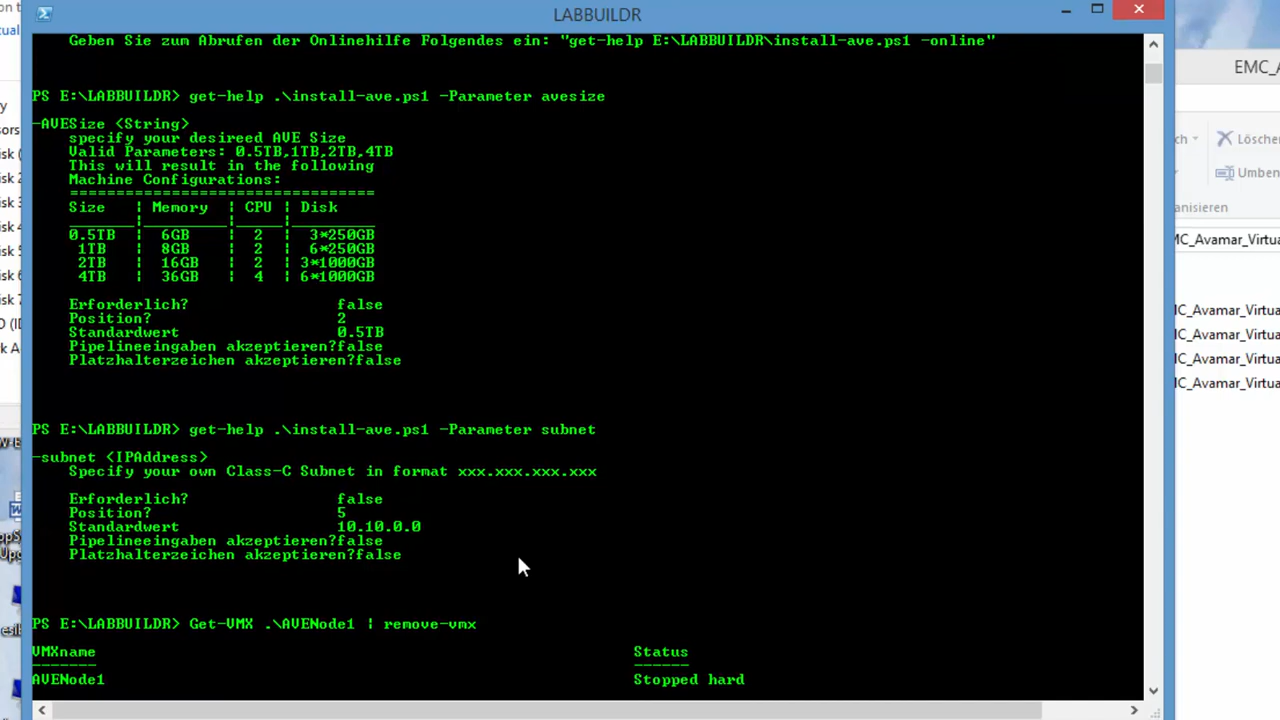 LABBUILDR
Geben Sie zum Abrufen der Onlinehilfe Folgendes ein: "get-help E:\LABBUILDR\install-ave.ps1 -online"
PS E:\LABBUILDR> get-help .\install-ave.ps1 -Parameter avesize
-AVESize <String>
specify your desireed AVE Size
Valid Parameters: 0.5TB,1TB,2TB,4TB
This will result in the following
Machine Configurations:
=================================
Size | Memory | CPU | Disk
0.5TB | 6GB | 2 | 3*250GB
1TB | 8GB | 2 | 6*250GB
2TB | 16GB | 2 | 3*1000GB
4TB | 36GB | 4 | 6*1000GB
Erforderlich? false
Position? 2
Standardwert 0.5TB
Pipelineeingaben akzeptieren?false
Platzhalterzeichen akzeptieren?false
PS E:\LABBUILDR> get-help .\install-ave.ps1 -Parameter subnet
-subnet <IPAddress>
Specify your own Class-C Subnet in format xxx.xxx.xxx.xxx
Erforderlich? false
Position? 5
Standardwert 10.10.0.0
Pipelineeingaben akzeptieren?false
Platzhalterzeichen akzeptieren?false
PS E:\LABBUILDR> Get-VMX .\AVENode1 | remove-vmx
VMXname Status
------- ------
AVENode1 Stopped hard
EMC_A
Lösche
Umben
anisieren
MC_Avamar_Virtual
MC_Avamar_Virtua
MC_Avamar_Virtua
MC_Avamar_Virtua
MC_Avamar_Virtua